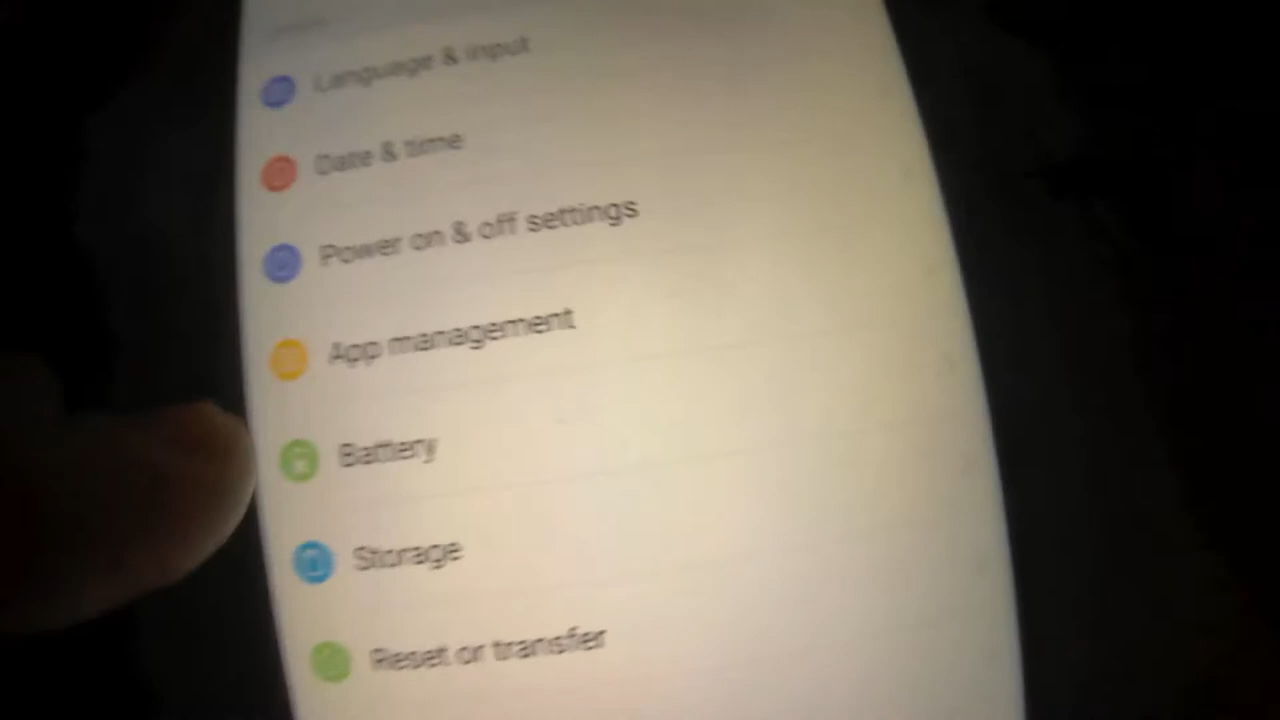 Language & input
Date & time
Power on & off settings
App management
Battery
Storage
Reset or transfer